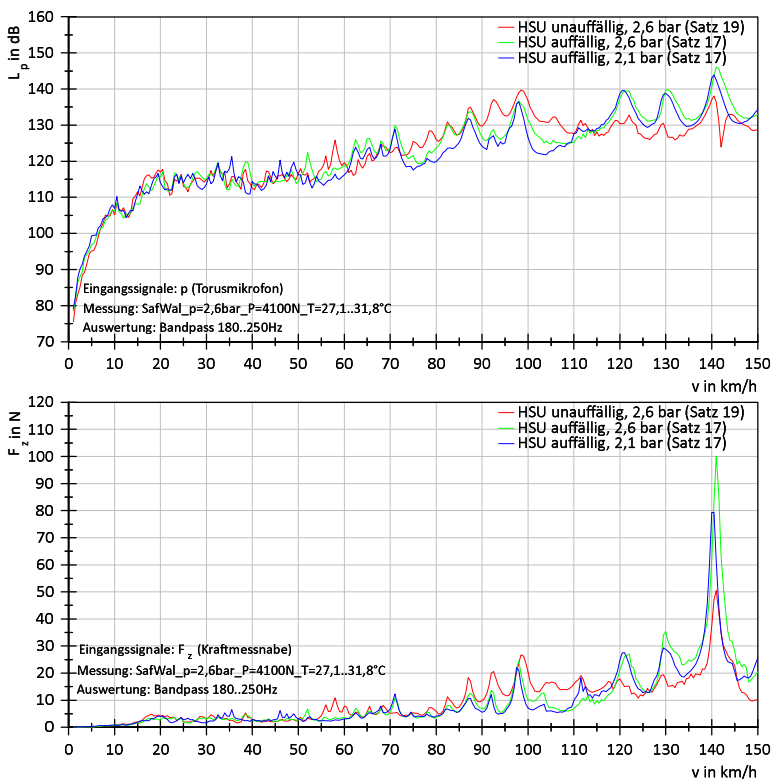 160
150
140
130
120
110
100
90
80
70
L p in dB
HSU unauffällig, 2,6 bar (Satz 19)
HSU auffällig, 2,6 bar (Satz 17)
HSU auffällig, 2,1 bar (Satz 17)
Eingangssignale: p (Torusmikrofon)
Messung: SafWal_p=2,6bar_P=4100N_T=27,1..31,8°C
Auswertung: Bandpass 180..250Hz
0 10 20 30 40 50 60 70 80 90 100 110 120 130 140 150
v in km/h
120
110
100
90
80
70
60
50
40
30
20
10
0
F z in N
HSU unauffällig, 2,6 bar (Satz 19)
HSU auffällig, 2,6 bar (Satz 17)
HSU auffällig, 2,1 bar (Satz 17)
Eingangssignale: F z (Kraftmessnabe)
Messung: SafWal_p=2,6bar_P=4100N_T=27,1..31,8°C
Auswertung: Bandpass 180..250Hz
0 10 20 30 40 50 60 70 80 90 100 110 120 130 140 150
v in km/h